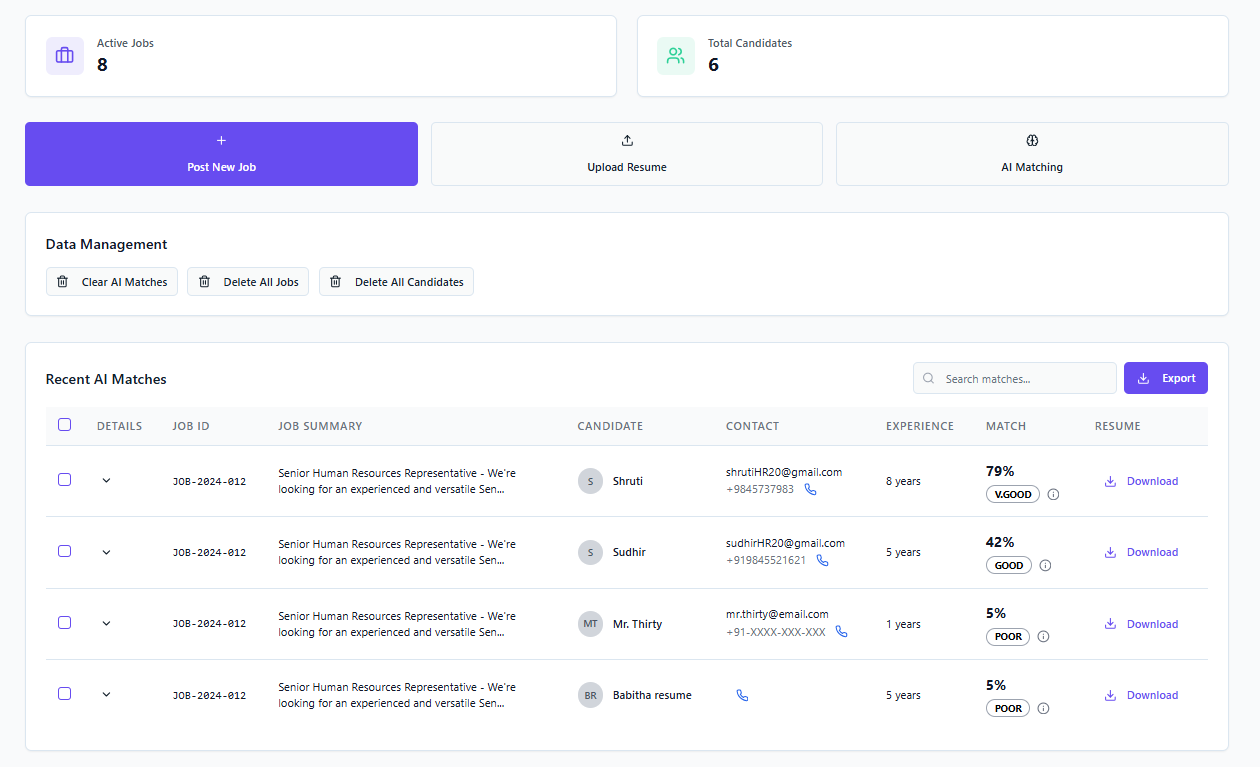 Active Jobs
8
Total Candidates
6
Post New Job
Upload Resume
AI Matching
Data Management
Clear AI Matches
Delete All Jobs
Delete All Candidates
Recent AI Matches
Search matches...
Export
DETAILS JOB ID JOB SUMMARY CANDIDATE CONTACT EXPERIENCE MATCH RESUME
JOB-2024-012
Senior Human Resources Representative - We're
looking for an experienced and versatile Sen...
S
Shruti
shrutiHR20@gmail.com
+9845737983
8 years
79%
V.GOOD
Download
JOB-2024-012
Senior Human Resources Representative - We're
looking for an experienced and versatile Sen...
S
Sudhir
sudhirHR20@gmail.com
+919845521621
5 years
42%
GOOD
Download
JOB-2024-012
Senior Human Resources Representative - We're
looking for an experienced and versatile Sen...
MT
Mr. Thirty
mr.thirty@email.com
+91-XXXX-XXX-XXX
1 years
5%
POOR
Download
JOB-2024-012
Senior Human Resources Representative - We're
looking for an experienced and versatile Sen...
BR
Babitha resume
5 years
5%
POOR
Download